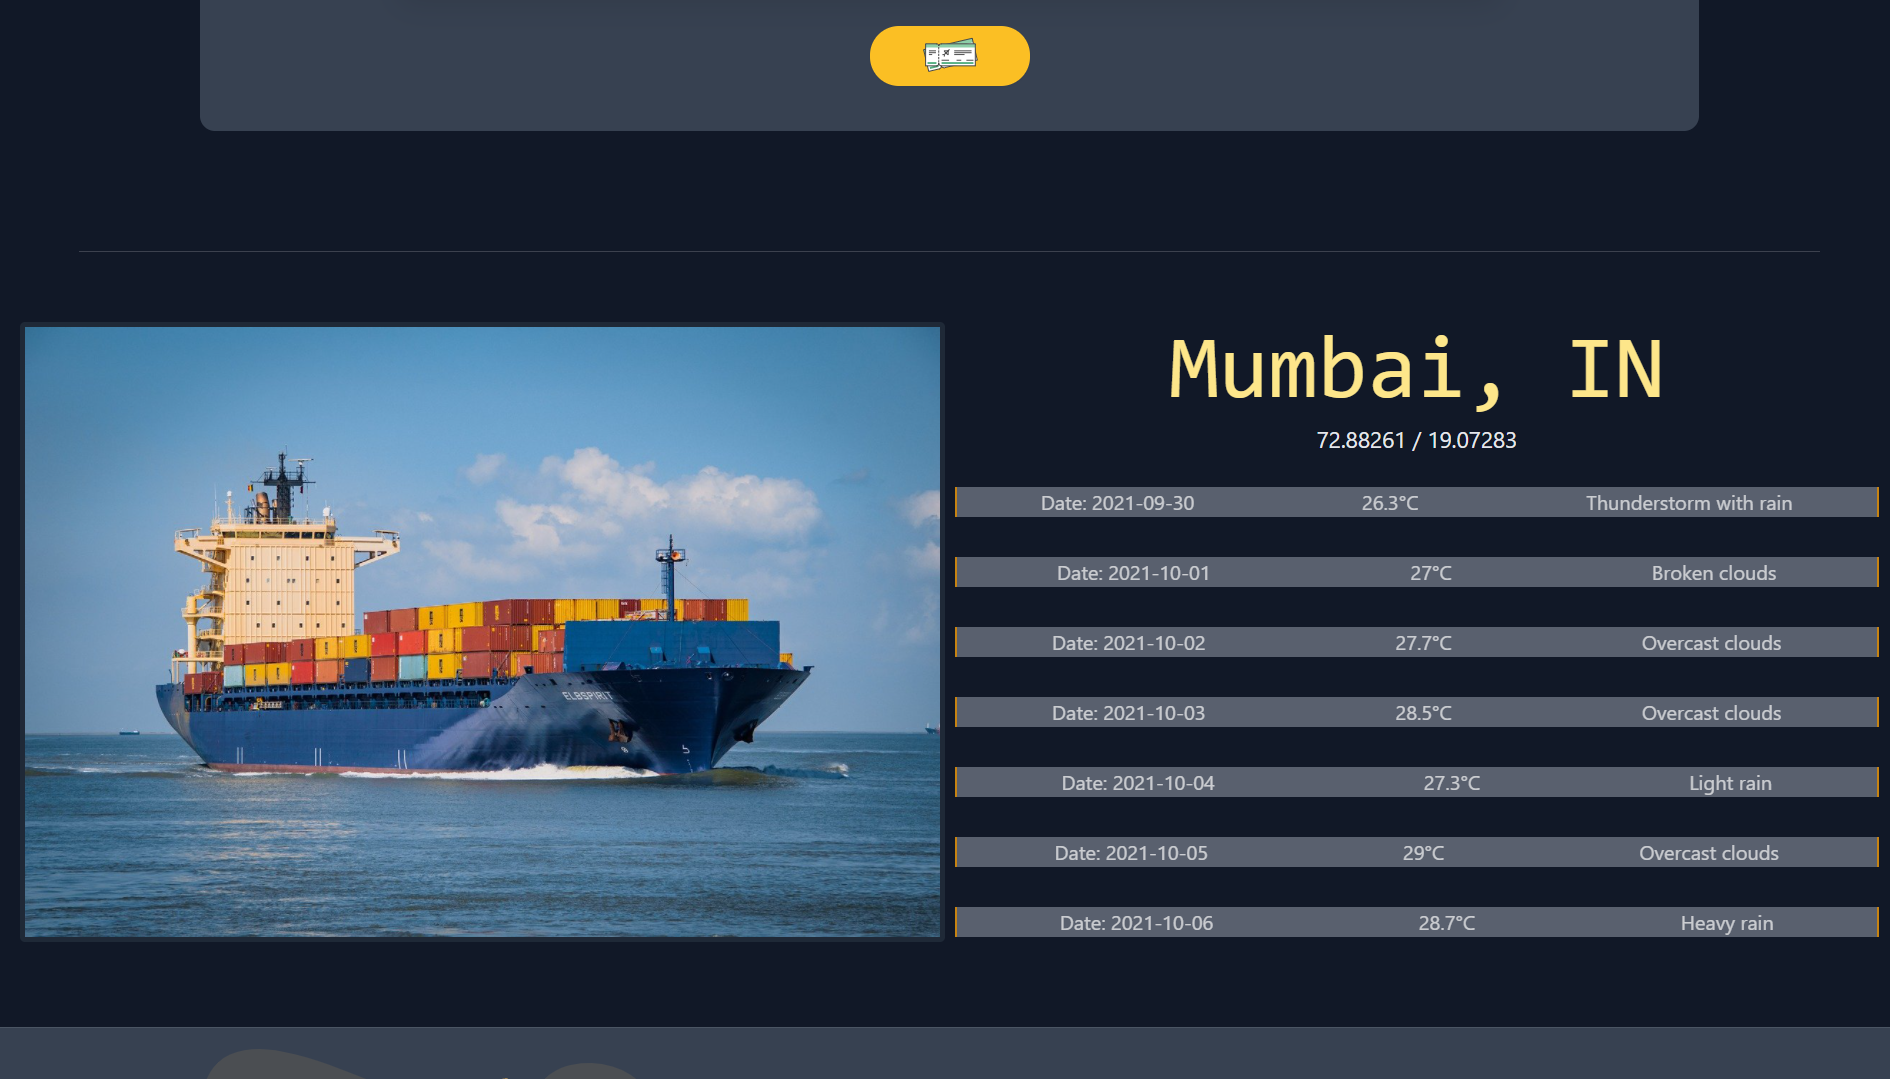 Mumbai, IN
72.88261 / 19.07283
Date: 2021-09-30 26.3°C Thunderstorm with rain
Date: 2021-10-01 27°C Broken clouds
Date: 2021-10-02 27.7°C Overcast clouds
Date: 2021-10-03 28.5°C Overcast clouds
Date: 2021-10-04 27.3°C Light rain
Date: 2021-10-05 29°C Overcast clouds
Date: 2021-10-06 28.7°C Heavy rain
ELBSPIRIT